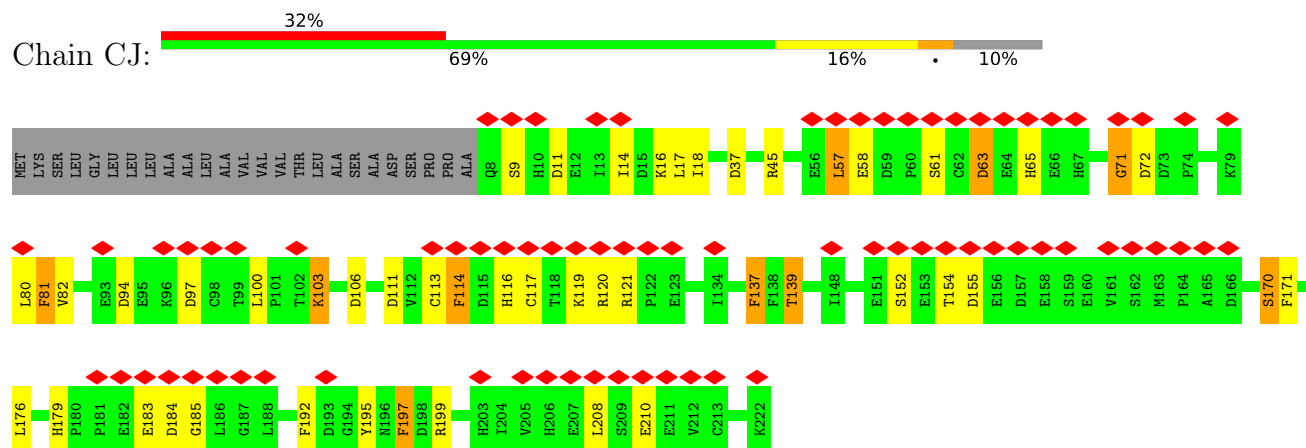 32%
Chain CJ:
69% 16% • 10%
MET LYS SER LEU GLY LEU LEU LEU LEU ALA ALA LEU ALA VAL VAL VAL THR LEU ALA SER ALA ASP SER PRO PRO ALA Q8 S9 H10 D11 E12 I13 I14 D15 K16 L17 I18 D37 R45 E56 L57 E58 D59 P60 S61 C62 D63 E64 H65 E66 H67 G71 D72 D73 P74 K79
L80 F81 V82 E93 D94 E95 K96 D97 C98 T99 L100 P101 T102 K103 D106 D111 V112 C113 F114 D115 H116 C117 T118 K119 R120 R121 P122 E123 I134 F137 F138 T139 I148 E151 S152 E153 T154 D155 E156 D157 E158 S159 E160 V161 S162 M163 P164 A165 D166 S170 F171
L176 H179 P180 P181 E182 E183 D184 G185 L186 G187 L188 F192 D193 G194 Y195 N196 F197 D198 R199 H203 I204 V205 H206 E207 L208 S209 E210 E211 V212 C213 K222